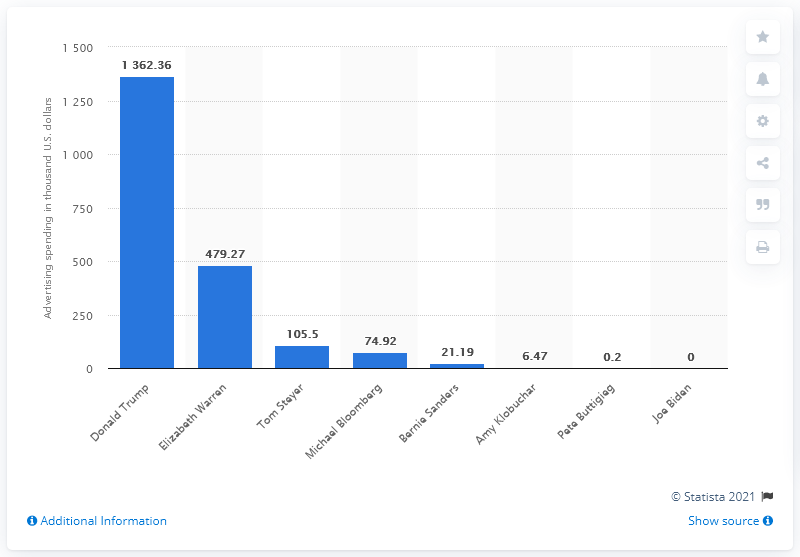 Advertising spending in thousand U.S. dollars
1 500
1 250
1 000
750
500
250
0
1 362.36
479.27
105.5
74.92
21.19
6.47
0.2
0
Donald Trump
Elizabeth Warren
Tom Steyer
Michael Bloomberg
Bernie Sanders
Amy Klobuchar
Pete Buttigieg
Joe Biden
© Statista 2021
Additional Information
Show source